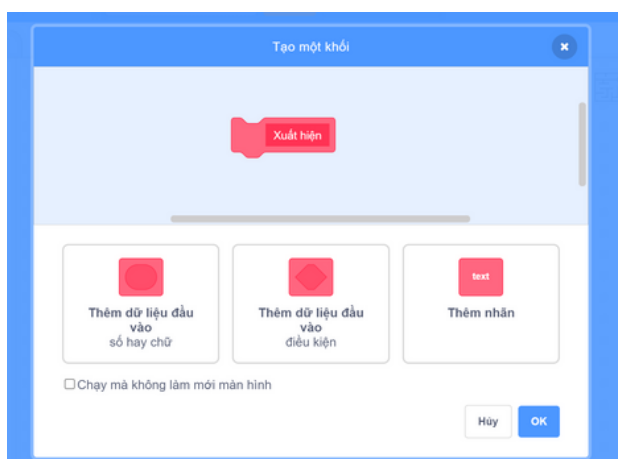 Tạo một khối
Xuất hiện
text
Thêm dữ liệu đầu
vào
số hay chữ
Thêm dữ liệu đầu
vào
điều kiện
Thêm nhãn
Chạy mà không làm mới màn hình
Hủy
OK